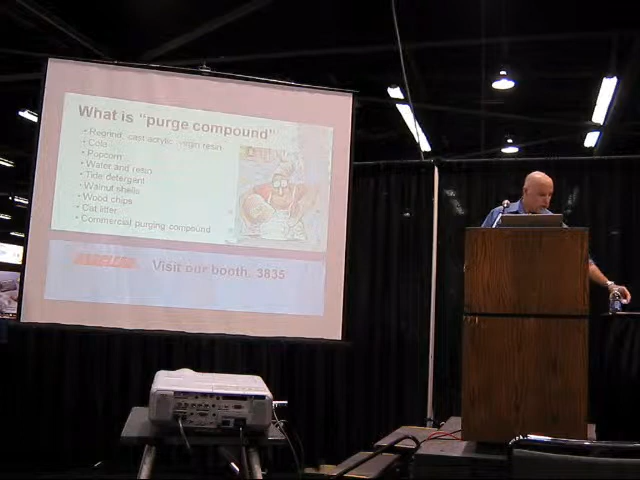 What is "purge compound"
• Regrind, cast acrylic, virgin resin
• Cola
• Popcorn
• Water and resin
• Tide detergent
• Walnut shells
• Wood chips
• Cat litter
• Commercial purging compound
Visit our booth. 3835